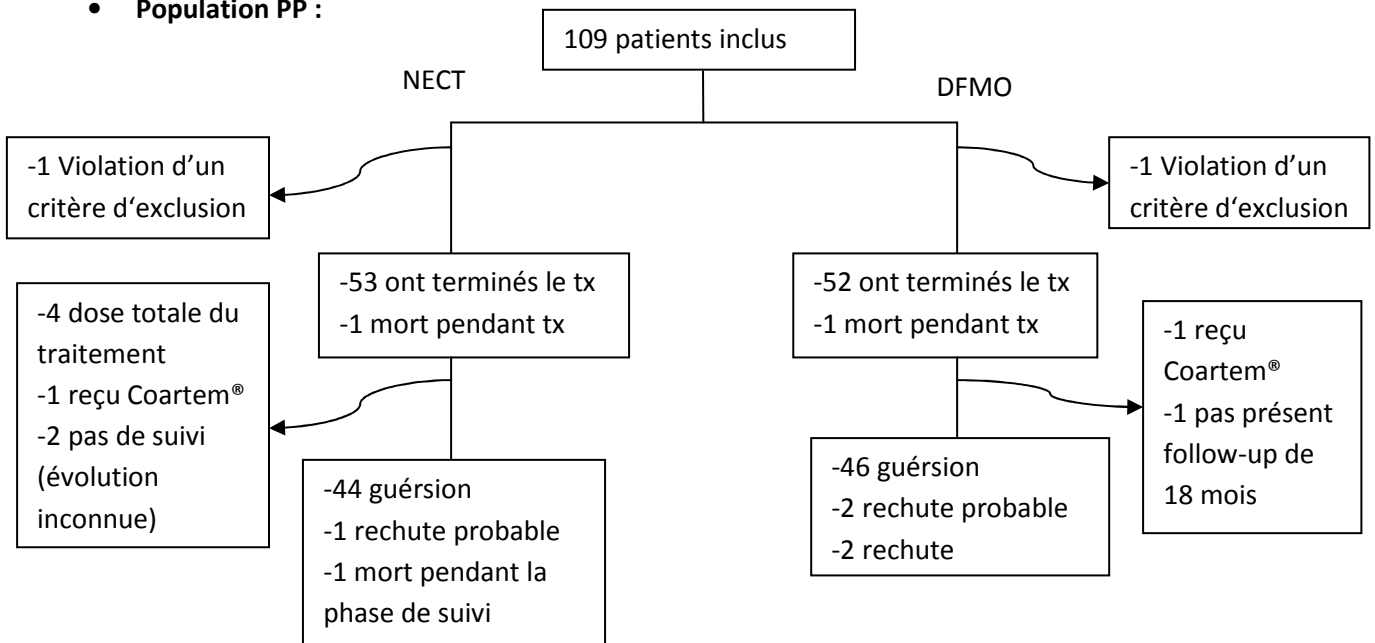 • Population PP :
109 patients inclus
NECT
DFMO
-1 Violation d'un
critère d'exclusion
-1 Violation d'un
critère d'exclusion
-53 ont terminés le tx
-1 mort pendant tx
-52 ont terminés le tx
-1 mort pendant tx
-4 dose totale du
traitement
-1 reçu Coartem®
-2 pas de suivi
(évolution
inconnue)
-1 reçu
Coartem®
-1 pas présent
follow-up de
18 mois
-44 guérsion
-1 rechute probable
-1 mort pendant la
phase de suivi
-46 guérsion
-2 rechute probable
-2 rechute